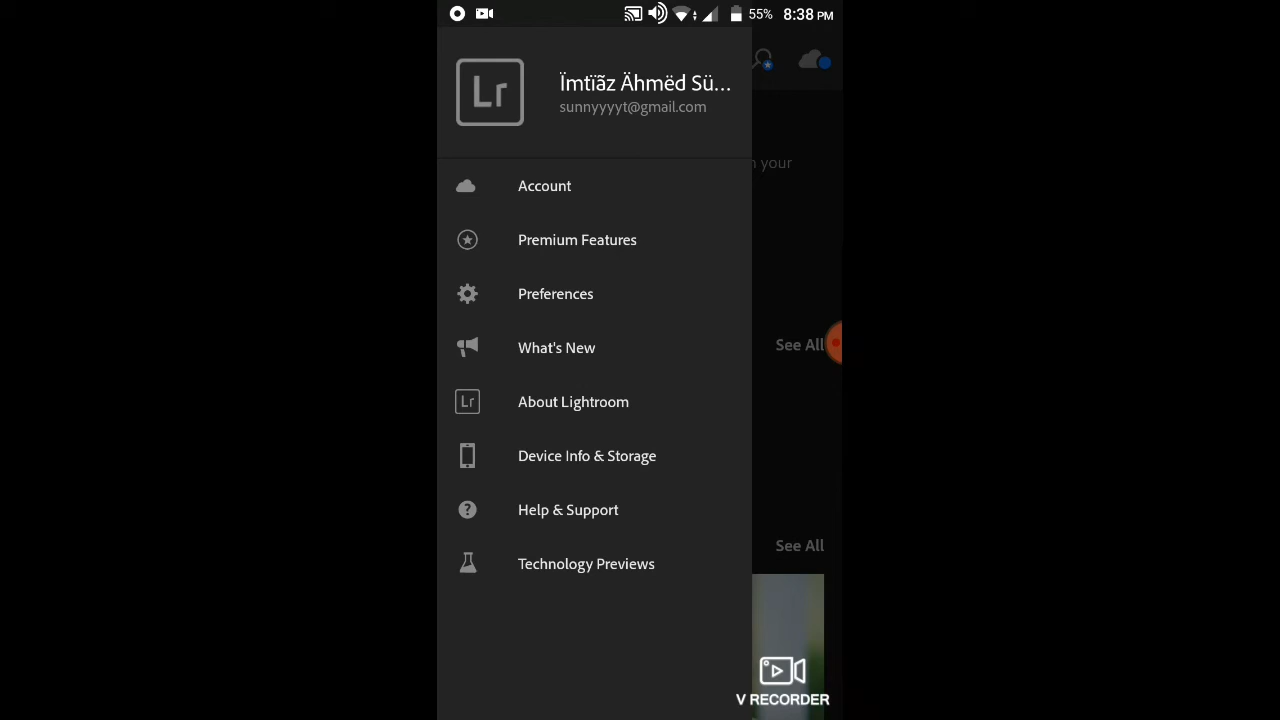 55% 8:38 PM
Lr
Ïmtïãz Ähmëd Sü...
sunnyyyyt@gmail.com
your
Account
Premium Features
Preferences
What's New
See All
Lr
About Lightroom
Device Info & Storage
Help & Support
See All
Technology Previews
V RECORDER